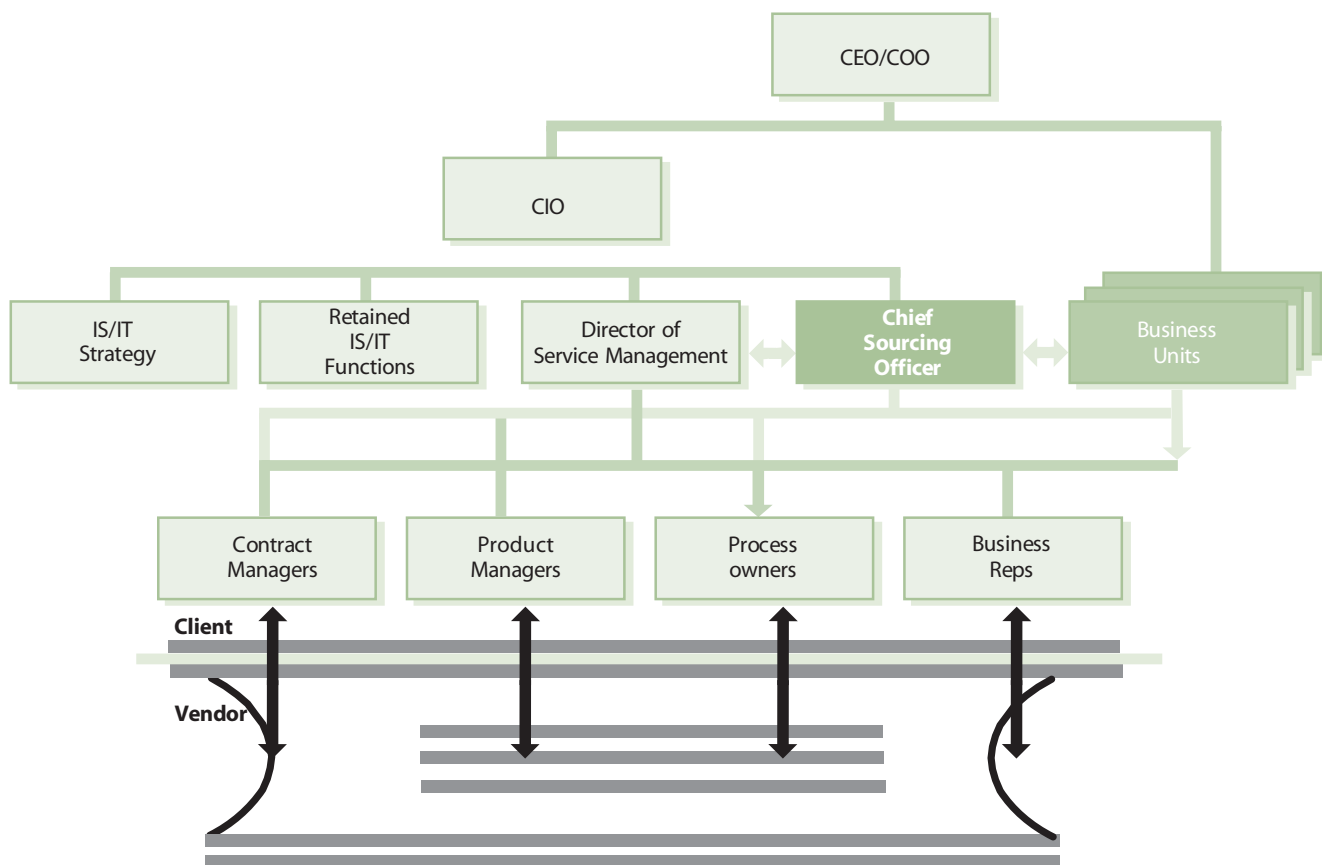 CEO/COO
CIO
IS/IT
Strategy
Retained
IS/IT
Functions
Director of
Service Management
Chief
Sourcing
Officer
Business
Units
Contract
Managers
Product
Managers
Process
owners
Business
Reps
Client
Vendor